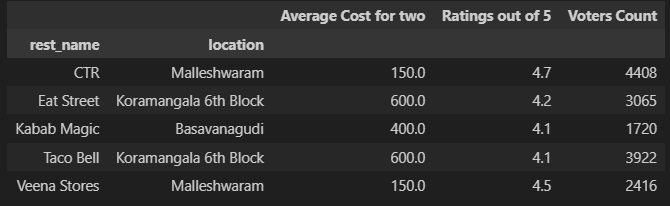 Average Cost for two Ratings out of 5 Voters Count
rest_name location
CTR Malleshwaram 150.0 4.7 4408
Eat Street Koramangala 6th Block 600.0 4.2 3065
Kabab Magic Basavanagudi 400.0 4.1 1720
Taco Bell Koramangala 6th Block 600.0 4.1 3922
Veena Stores Malleshwaram 150.0 4.5 2416